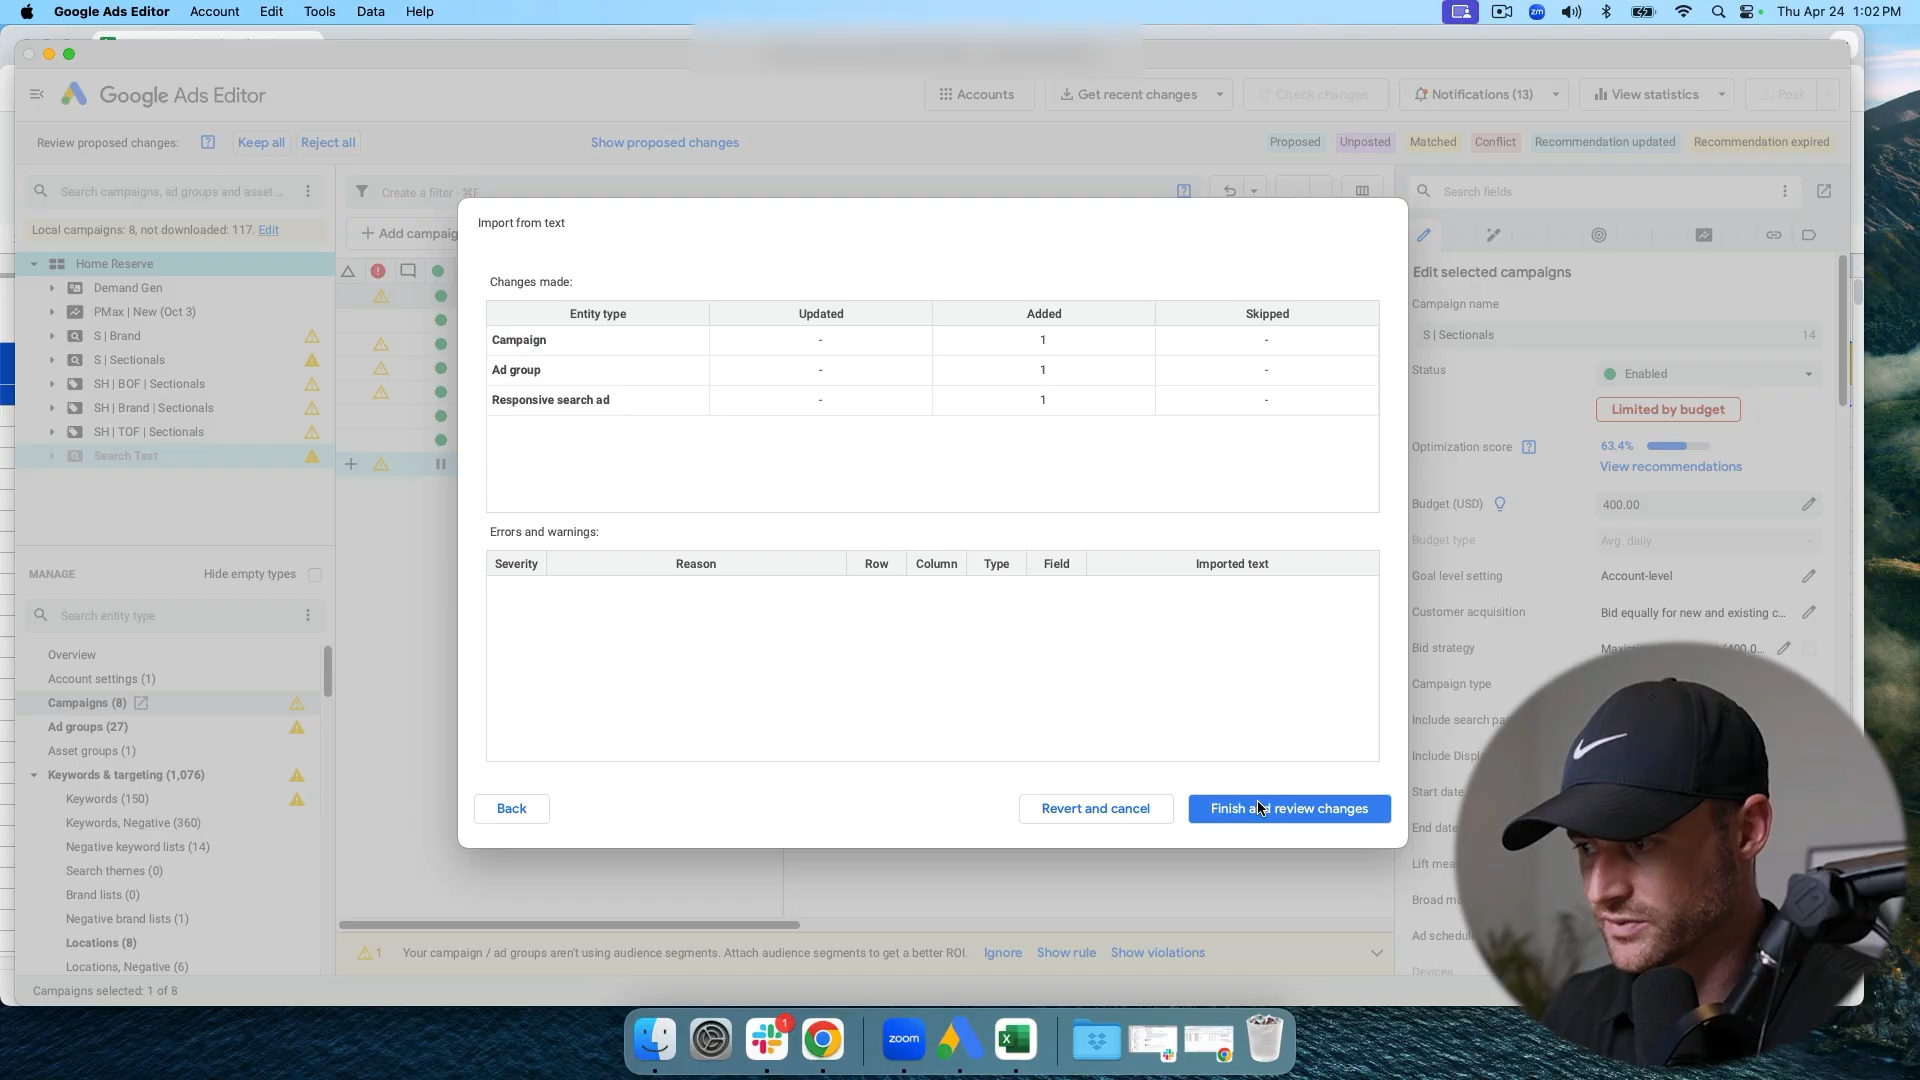 Google Ads Editor Account Edit Tools Data Help
zm
Thu Apr 24 1:02 PM
Google Ads Editor
Accounts
Get recent changes
Check changes
Notifications (13)
View statistics
Post
Review proposed changes:
?
Keep all
Reject all
Show proposed changes
Proposed
Unposted
Matched
Conflict
Recommendation updated
Recommendation expired
Search campaigns, ad groups and asset ...
Create a filter - ⌘F
?
Search fields
Local campaigns: 8, not downloaded: 117. Edit
+ Add campaig
Home Reserve
Demand Gen
PMax | New (Oct 3)
S | Brand
S | Sectionals
SH | BOF | Sectionals
SH | Brand | Sectionals
SH | TOF | Sectionals
Search Test
MANAGE
Hide empty types
Search entity type
Overview
Account settings (1)
Campaigns (8)
Ad groups (27)
Asset groups (1)
Keywords & targeting (1,076)
Keywords (150)
Keywords, Negative (360)
Negative keyword lists (14)
Search themes (0)
Brand lists (0)
Negative brand lists (1)
Locations (8)
Locations, Negative (6)
Campaigns selected: 1 of 8
Import from text
Changes made:
Entity type Updated Added Skipped
Campaign - 1 -
Ad group - 1 -
Responsive search ad - 1 -
Errors and warnings:
Severity Reason Row Column Type Field Imported text
Back
Revert and cancel
Finish and review changes
1 Your campaign / ad groups aren't using audience segments. Attach audience segments to get a better ROI. Ignore Show rule Show violations
Edit selected campaigns
Campaign name
S | Sectionals 14
Status Enabled
Limited by budget
Optimization score ? 63.4%
View recommendations
Budget (USD) 400.00
Budget type Avg. daily
Goal level setting Account-level
Customer acquisition Bid equally for new and existing c...
Bid strategy
Campaign type
Include search
Include
Start date
End date
Lift
Broad
Ad
Devices
1
zoom
X